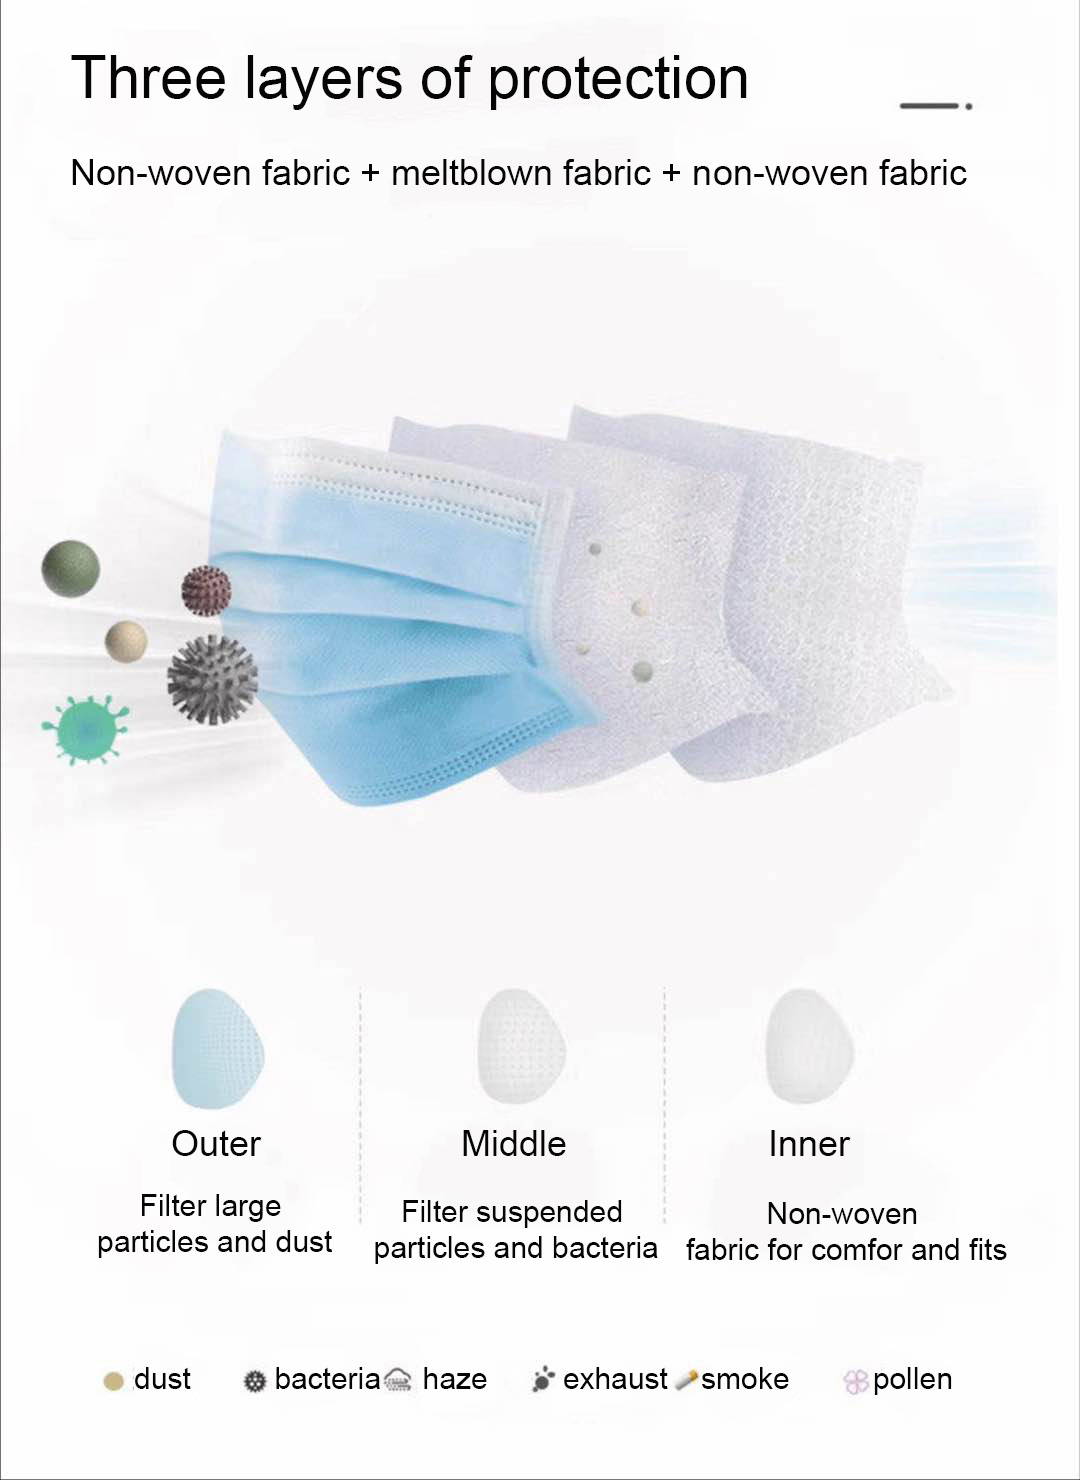 Three layers of protection
Non-woven fabric + meltblown fabric + non-woven fabric
Outer
Filter large
particles and dust
Middle
Filter suspended
particles and bacteria
Inner
Non-woven
fabric for comfor and fits
dust bacteria haze exhaust smoke pollen